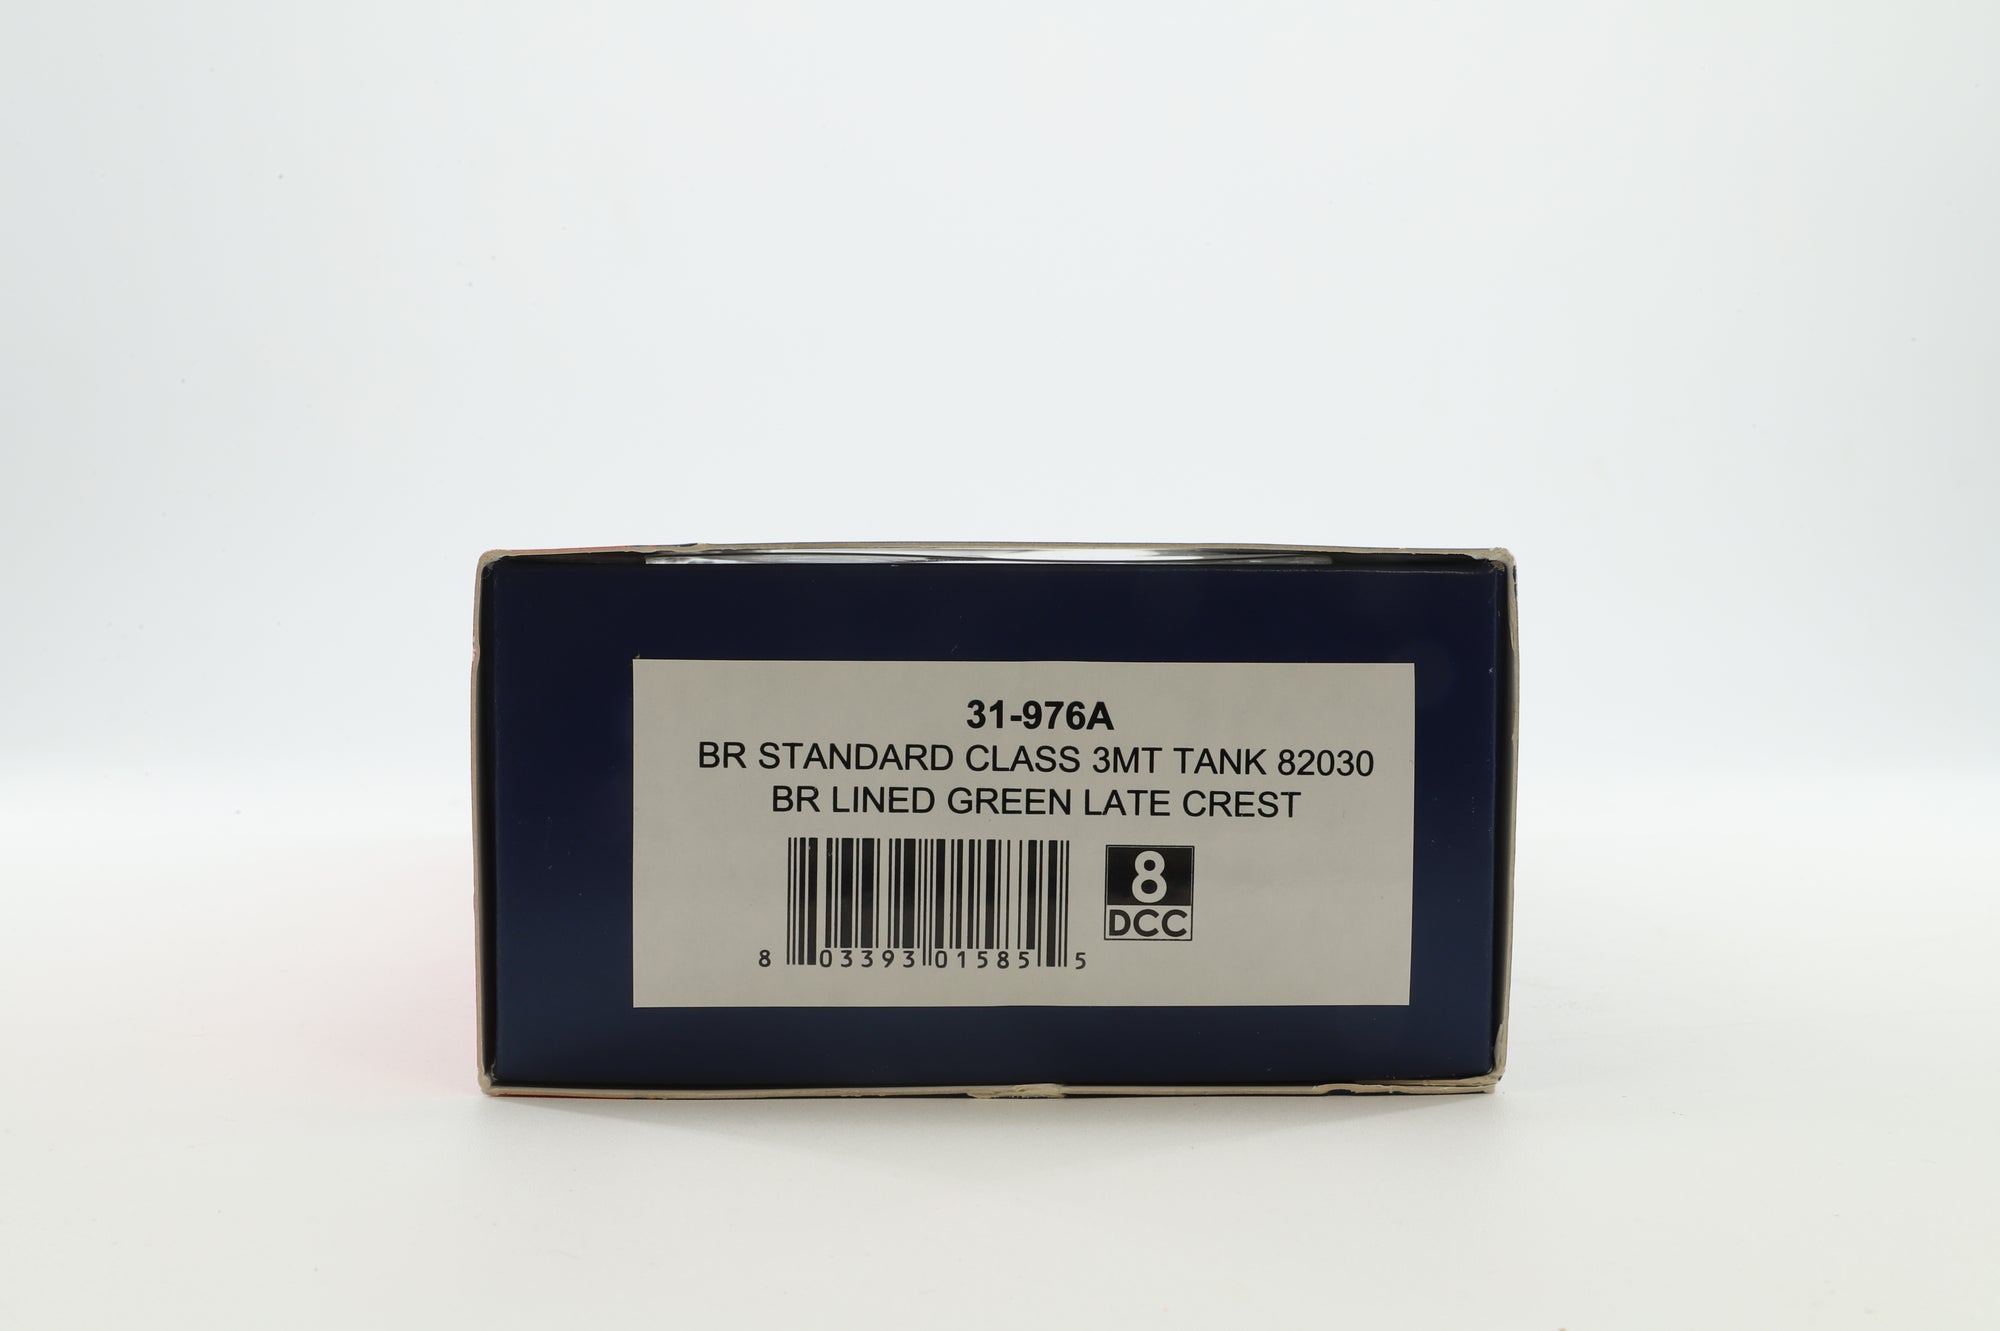 31-976A
BR STANDARD CLASS 3MT TANK 82030
BR LINED GREEN LATE CREST
8
DCC
8 03393 01585 5